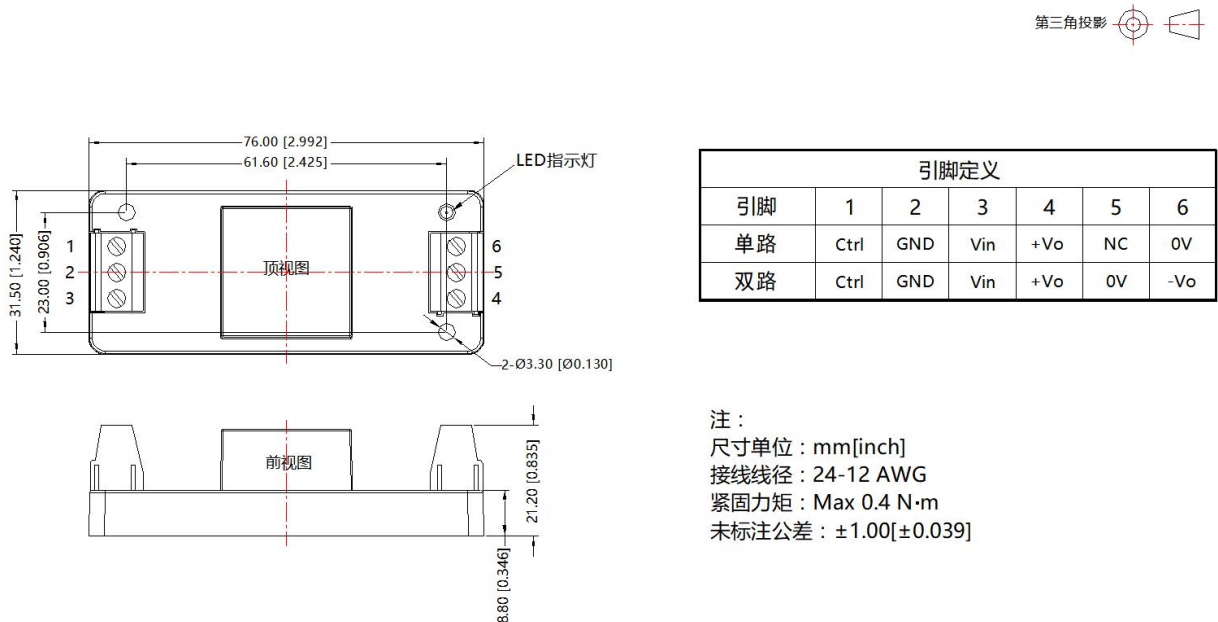 第三角投影
76.00 [2.992]
61.60 [2.425]
LED指示灯
31.50 [1.240]
23.00 [0.906]
1
2
3
顶视图
6
5
4
2-Ø3.30 [Ø0.130]
引脚定义
引脚 1 2 3 4 5 6
单路 Ctrl GND Vin +Vo NC 0V
双路 Ctrl GND Vin +Vo 0V -Vo
前视图
21.20 [0.835]
8.80 [0.346]
注：
尺寸单位：mm[inch]
接线线径：24-12 AWG
紧固力矩：Max 0.4 N·m
未标注公差：±1.00[±0.039]